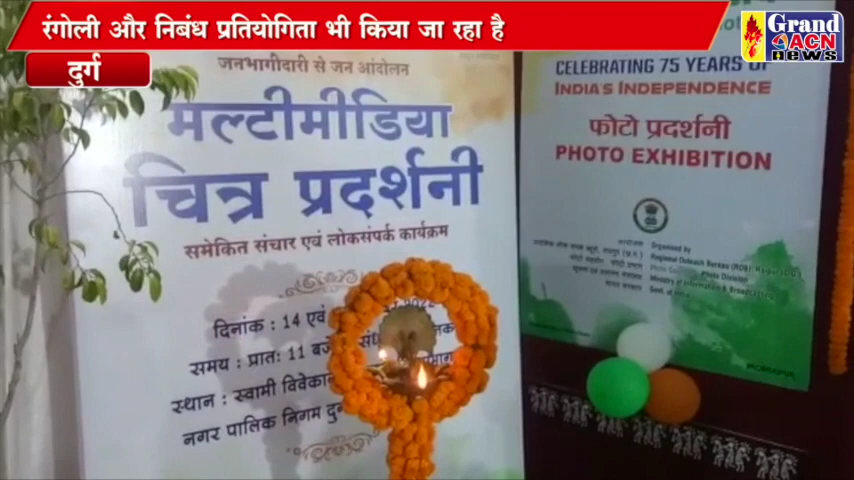 रंगोली और निबंध प्रतियोगिता भी किया जा रहा है
दुर्ग
Grand
ACN
news
जनभागीदारी से जन आंदोलन
मल्टीमीडिया
चित्र प्रदर्शनी
समेकित संचार एवं लोकसंपर्क कार्यक्रम
दिनांक : 14 एवं 2022
समय : प्रातः 11
स्थान : स्वामी
नगर पालिक निगम
CELEBRATING 75 YEARS OF
INDIA'S INDEPENDENCE
फोटो प्रदर्शनी
PHOTO EXHIBITION
Organised by
Regional Outreach Bureau (ROB)
Photo Division
Ministry of Information & Broadcasting
Govt. of India